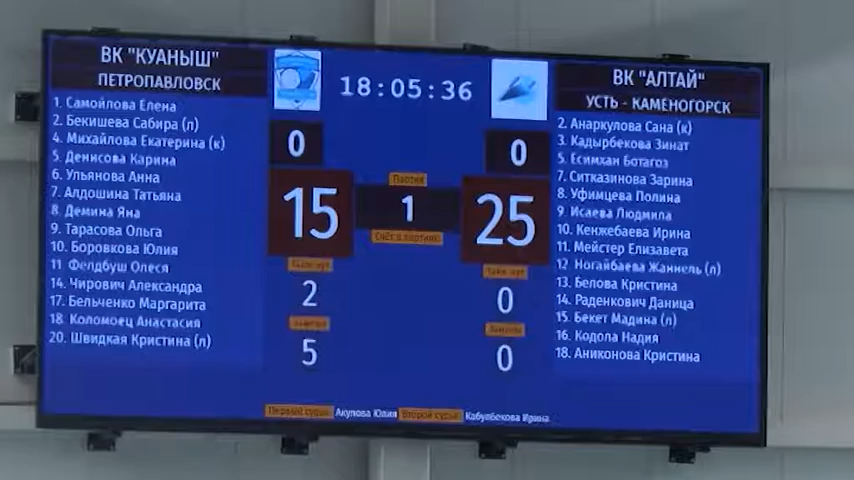 ВК "КУАНЫШ"
ПЕТРОПАВЛОВСК
1. Самойлова Елена
2. Бекишева Сабира (л)
4. Михайлова Екатерина (к)
5. Денисова Карина
6. Ульянова Анна
7. Алдошина Татьяна
8. Демина Яна
9. Тарасова Ольга
10. Боровкова Юлия
11 Фелдбуш Олеся
14. Чирович Александра
17. Бельченко Маргарита
18 Коломоец Анастасия
20. Швидкая Кристина (л)
18:05:36
0
0
Партия
15
1
25
Счёт в партиях
Тайм-аут
Тайм-аут
2
0
Замены
Замены
5
0
Первый судья Акулова Юлия Второй судья Кабулбекова Ирина
ВК "АЛТАЙ"
УСТЬ - КАМЕНОГОРСК
2. Анаркулова Сана (к)
3. Кадырбекова Зинат
5. Есимхан Ботагоз
7. Ситказинова Зарина
8. Уфимцева Полина
9. Исаева Людмила
10. Кенжебаева Ирина
11. Мейстер Елизавета
12 Ногайбаева Жаннель (л)
13. Белова Кристина
14. Раденкович Даница
15. Бекет Мадина (л)
16. Кодола Надия
18. Аниконова Кристина